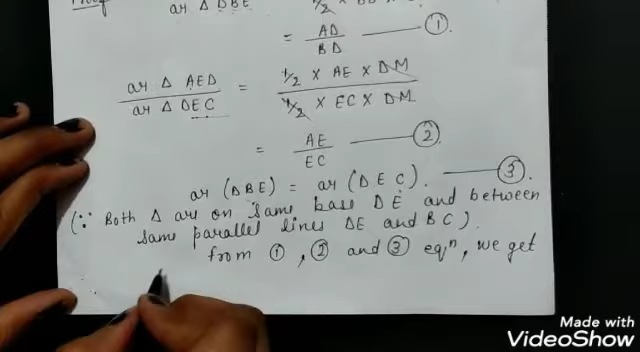 ar Δ DBE
= AD / BD —— ①.
ar Δ AED / ar Δ DEC = 1/2 × AE × DM / 1/2 × EC × DM
= AE / EC —— ②
ar (DBE) = ar (DEC). —— ③.
(∵ Both Δ are on same base DE and between
same parallel lines DE and BC).
from ①, ② and ③ eqⁿ, we get
Made with
VideoShow